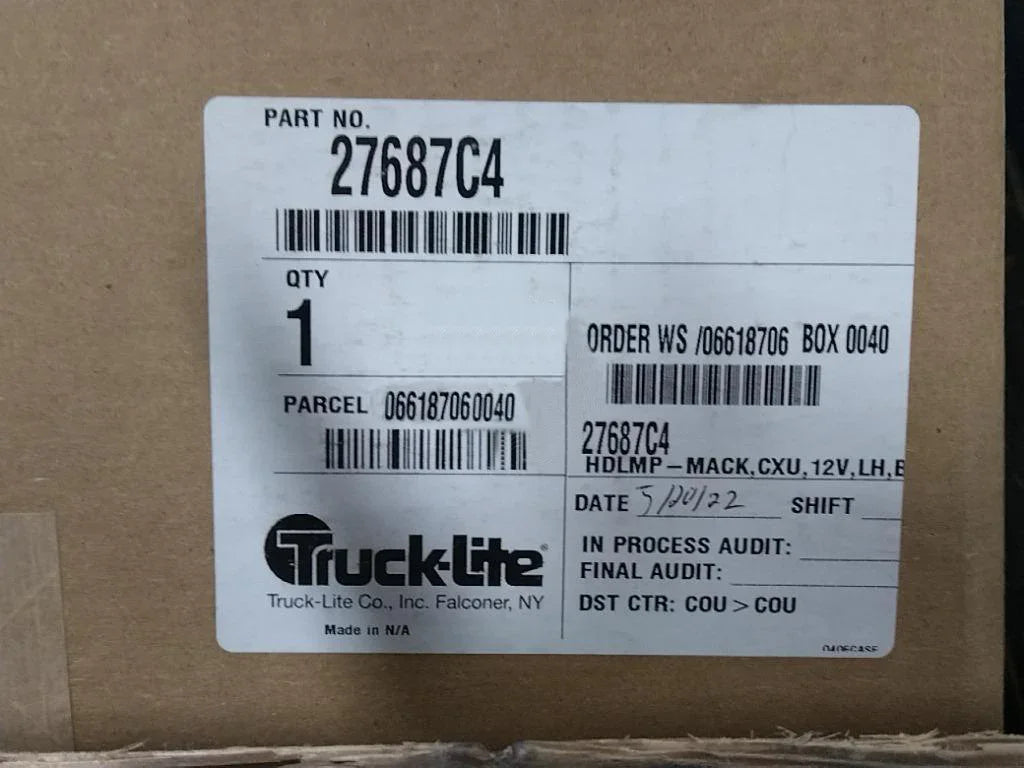 PART NO.
27687C4
QTY
1
PARCEL 066187060040
ORDER WS /06618706 BOX 0040
27687C4
HDLMP-MACK,CXU,12V,LH,E
DATE 5/20/22 SHIFT
IN PROCESS AUDIT:
FINAL AUDIT:
DST CTR: COU > COU
Truck-Lite®
Truck-Lite Co., Inc. Falconer, NY
Made in N/A
0406CASE